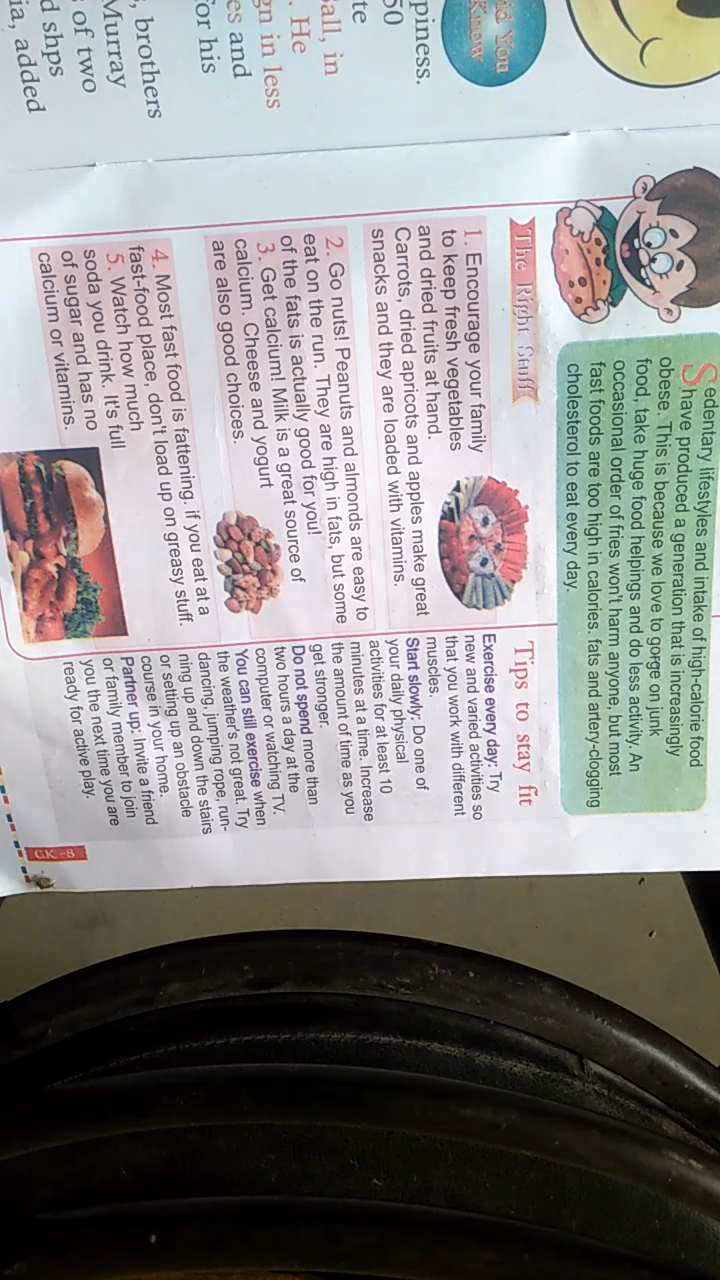 piness.
50
te
ball, in
. He
gn in less
es and
for his
, brothers
Murray
of two
d shps
ia, added
id You
Know
Sedentary lifestyles and intake of high-calorie food
have produced a generation that is increasingly
obese. This is because we love to gorge on junk
food, take huge food helpings and do less activity. An
occasional order of fries won't harm anyone, but most
fast foods are too high in calories, fats and artery-clogging
cholesterol to eat every day.
The Right Stuff
1. Encourage your family
to keep fresh vegetables
and dried fruits at hand.
Carrots, dried apricots and apples make great
snacks and they are loaded with vitamins.
2. Go nuts! Peanuts and almonds are easy to
eat on the run. They are high in fats, but some
of the fats is actually good for you!
3. Get calcium! Milk is a great source of
calcium. Cheese and yogurt
are also good choices.
4. Most fast food is fattening, if you eat at a
fast-food place, don't load up on greasy stuff.
5. Watch how much
soda you drink. It's full
of sugar and has no
calcium or vitamins.
Tips to stay fit
Exercise every day: Try
new and varied activities so
that you work with different
muscles.
Start slowly: Do one of
your daily physical
activities for at least 10
minutes at a time. Increase
the amount of time as you
get stronger.
Do not spend more than
two hours a day at the
computer or watching TV.
You can still exercise when
the weather's not great. Try
dancing, jumping rope, run-
ning up and down the stairs
or setting up an obstacle
course in your home.
Partner up: Invite a friend
or family member to join
you the next time you are
ready for active play.
GK -8